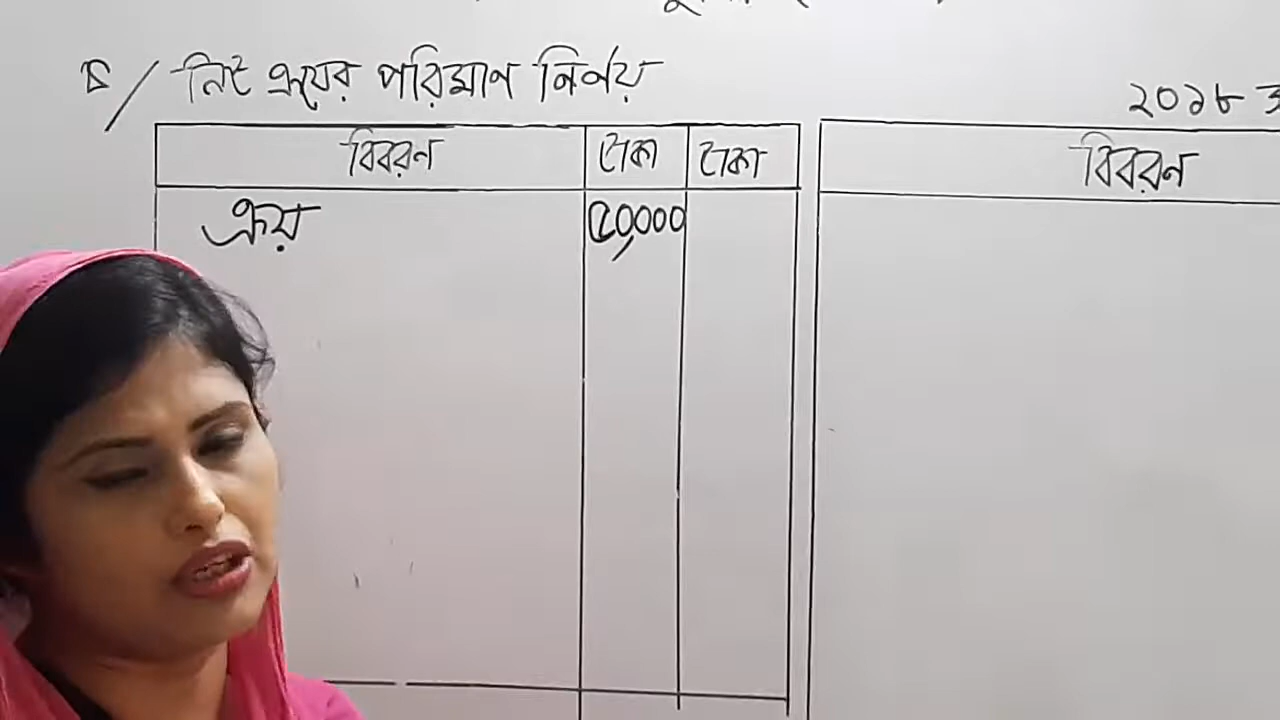 চ/ নিট ক্রয়ের পরিমাণ নির্ণয়
২০১৮
বিবরণ টাকা টাকা
ক্রয় ৫০,০০০
বিবরণ